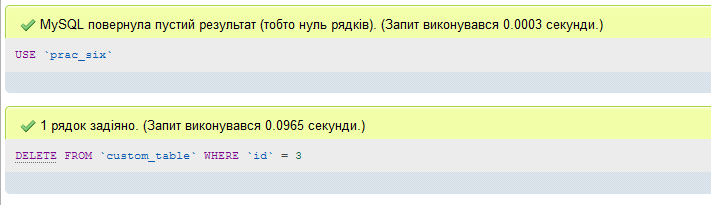 MySQL повернула пустий результат (тобто нуль рядків). (Запит виконувався 0.0003 секунди.)
USE `prac_six`
1 рядок задіяно. (Запит виконувався 0.0965 секунди.)
DELETE FROM `custom_table` WHERE `id` = 3